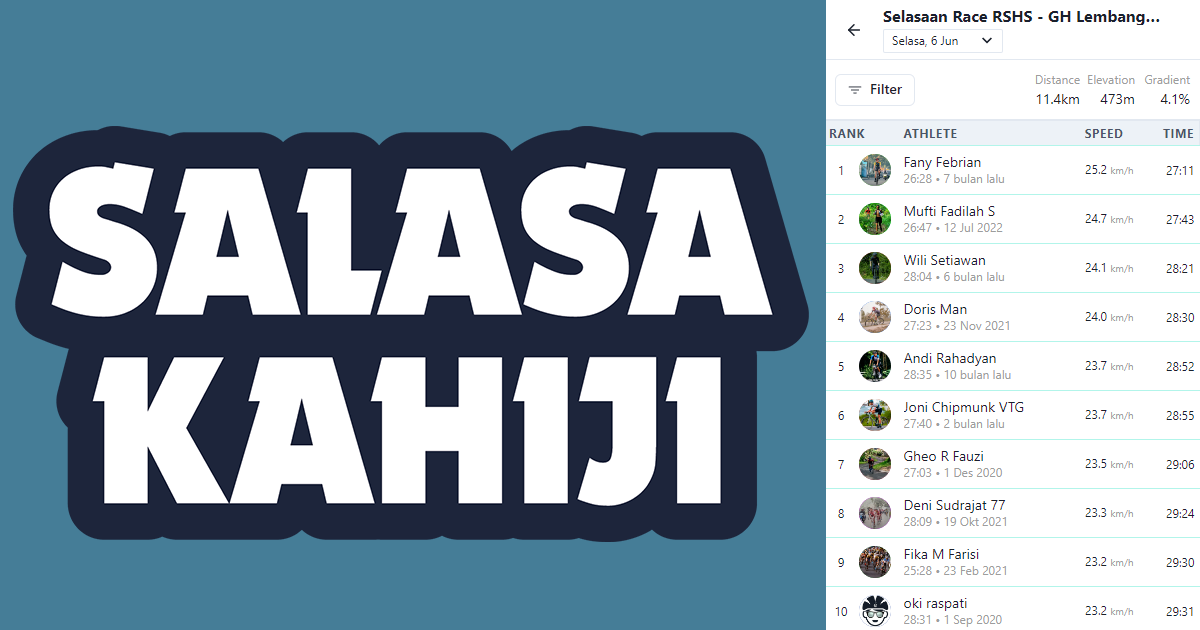 SALASA
KAHIJI
Selasaan Race RSHS - GH Lembang...
Selasa, 6 Jun
Filter
Distance Elevation Gradient
11.4km 473m 4.1%
RANK ATHLETE SPEED TIME
1 Fany Febrian 25.2 km/h 27:11
26:28 • 7 bulan lalu
2 Mufti Fadilah S 24.7 km/h 27:43
26:47 • 12 Jul 2022
3 Wili Setiawan 24.1 km/h 28:21
28:04 • 6 bulan lalu
4 Doris Man 24.0 km/h 28:30
27:23 • 23 Nov 2021
5 Andi Rahadyan 23.7 km/h 28:52
28:35 • 10 bulan lalu
6 Joni Chipmunk VTG 23.7 km/h 28:55
27:40 • 2 bulan lalu
7 Gheo R Fauzi 23.5 km/h 29:06
27:03 • 1 Des 2020
8 Deni Sudrajat 77 23.3 km/h 29:24
28:09 • 19 Okt 2021
9 Fika M Farisi 23.2 km/h 29:30
25:28 • 23 Feb 2021
10 oki raspati 23.2 km/h 29:31
28:31 • 1 Sep 2020